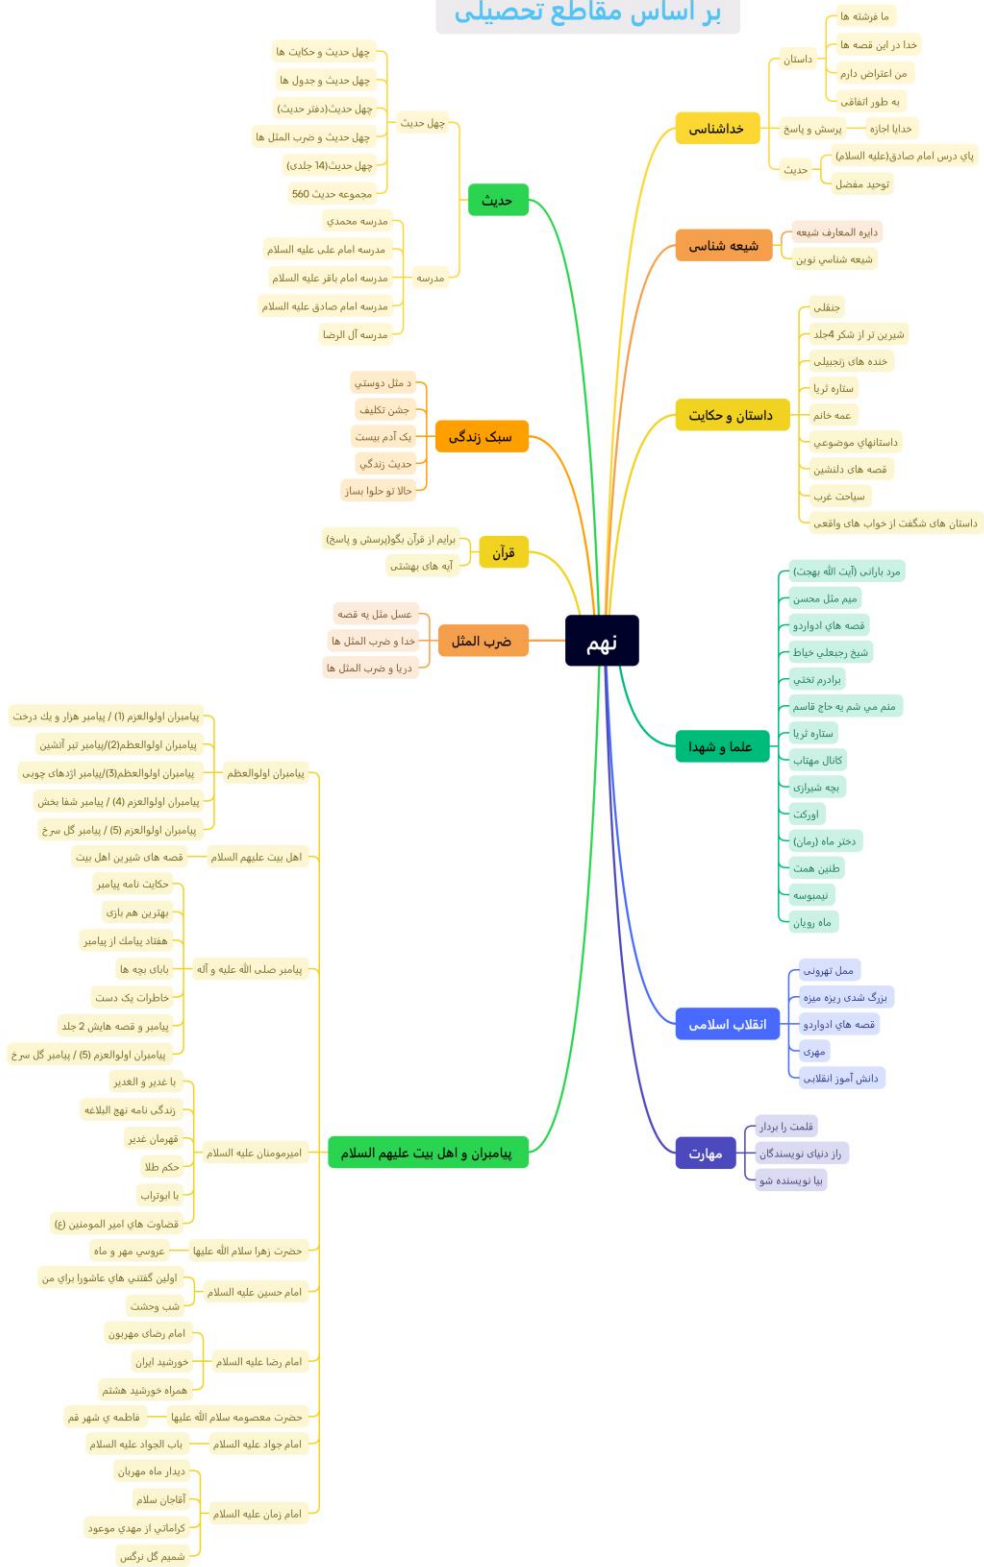 بر اساس مقاطع تحصیلی
نهم
خداشناسی
داستان
ما فرشته ها
خدا در این قصه ها
من اعتراض دارم
به طور اتفاقی
پرسش و پاسخ
خدایا اجازه
حدیث
پاي درس امام صادق(علیه السلام)
توحید مفضل
شیعه شناسی
دایره المعارف شیعه
شیعه شناسي نوین
داستان و حکایت
جنقلی
شیرین تر از شکر 4جلد
خنده های زنجبیلی
ستاره ثریا
عمه خانم
داستانهاي موضوعي
قصه های دلنشین
سیاحت غرب
داستان های شگفت از خواب های واقعی
علما و شهدا
مرد بارانی (آیت الله بهجت)
میم مثل محسن
قصه هاي ادواردو
شیخ رجبعلي خیاط
برادرم تختي
منم مي شم یه حاج قاسم
ستاره ثریا
کانال مهتاب
بچه شیرازی
اورکت
دختر ماه (رمان)
طنین همت
نیمبوسه
ماه رویان
انقلاب اسلامی
ممل تهرونی
بزرگ شدی ریزه میزه
قصه هاي ادواردو
مهری
دانش آموز انقلابی
مهارت
قلمت را بردار
راز دنیای نویسندگان
بیا نویسنده شو
حدیث
چهل حدیث
چهل حدیث و حکایت ها
چهل حدیث و جدول ها
چهل حدیث(دفتر حدیث)
چهل حدیث و ضرب المثل ها
چهل حدیث(14 جلدی)
مجموعه حدیث 560
مدرسه
مدرسه محمدي
مدرسه امام علی علیه السلام
مدرسه امام باقر علیه السلام
مدرسه امام صادق علیه السلام
مدرسه آل الرضا
سبک زندگی
د مثل دوستي
جشن تکلیف
یک آدم بیست
حدیث زندگي
حالا تو حلوا بساز
قرآن
برایم از قرآن بگو(پرسش و پاسخ)
آیه های بهشتی
ضرب المثل
عسل مثل یه قصه
خدا و ضرب المثل ها
دریا و ضرب المثل ها
پیامبران و اهل بیت علیهم السلام
پیامبران اولوالعظم
پیامبران اولوالعزم (1) / پیامبر هزار و یك درخت
پیامبران اولوالعظم(2)/پیامبر تبر آتشین
پیامبران اولوالعظم(3)/پیامبر اژدهای چوبی
پیامبران اولوالعزم (4) / پیامبر شفا بخش
پیامبران اولوالعزم (5) / پیامبر گل سرخ
اهل بیت علیهم السلام
قصه های شیرین اهل بیت
پیامبر صلی الله علیه و آله
حکایت نامه پیامبر
بهترین هم بازی
هفتاد پیامك از پیامبر
بابای بچه ها
خاطرات یک دست
پیامبر و قصه هایش 2 جلد
پیامبران اولوالعزم (5) / پیامبر گل سرخ
امیرمومنان علیه السلام
با غدیر و الغدیر
زندگی نامه نهج البلاغه
قهرمان غدیر
حکم طلا
با ابوتراب
قضاوت هاي امیر المومنین (ع)
حضرت زهرا سلام الله علیها
عروسي مهر و ماه
امام حسین علیه السلام
اولین گفتني هاي عاشورا براي من
شب وحشت
امام رضا علیه السلام
امام رضای مهربون
خورشید ایران
همراه خورشید هشتم
حضرت معصومه سلام الله علیها
فاطمه ي شهر قم
امام جواد علیه السلام
باب الجواد علیه السلام
امام زمان علیه السلام
دیدار ماه مهربان
آقاجان سلام
کراماتي از مهدي موعود
شمیم گل نرگس